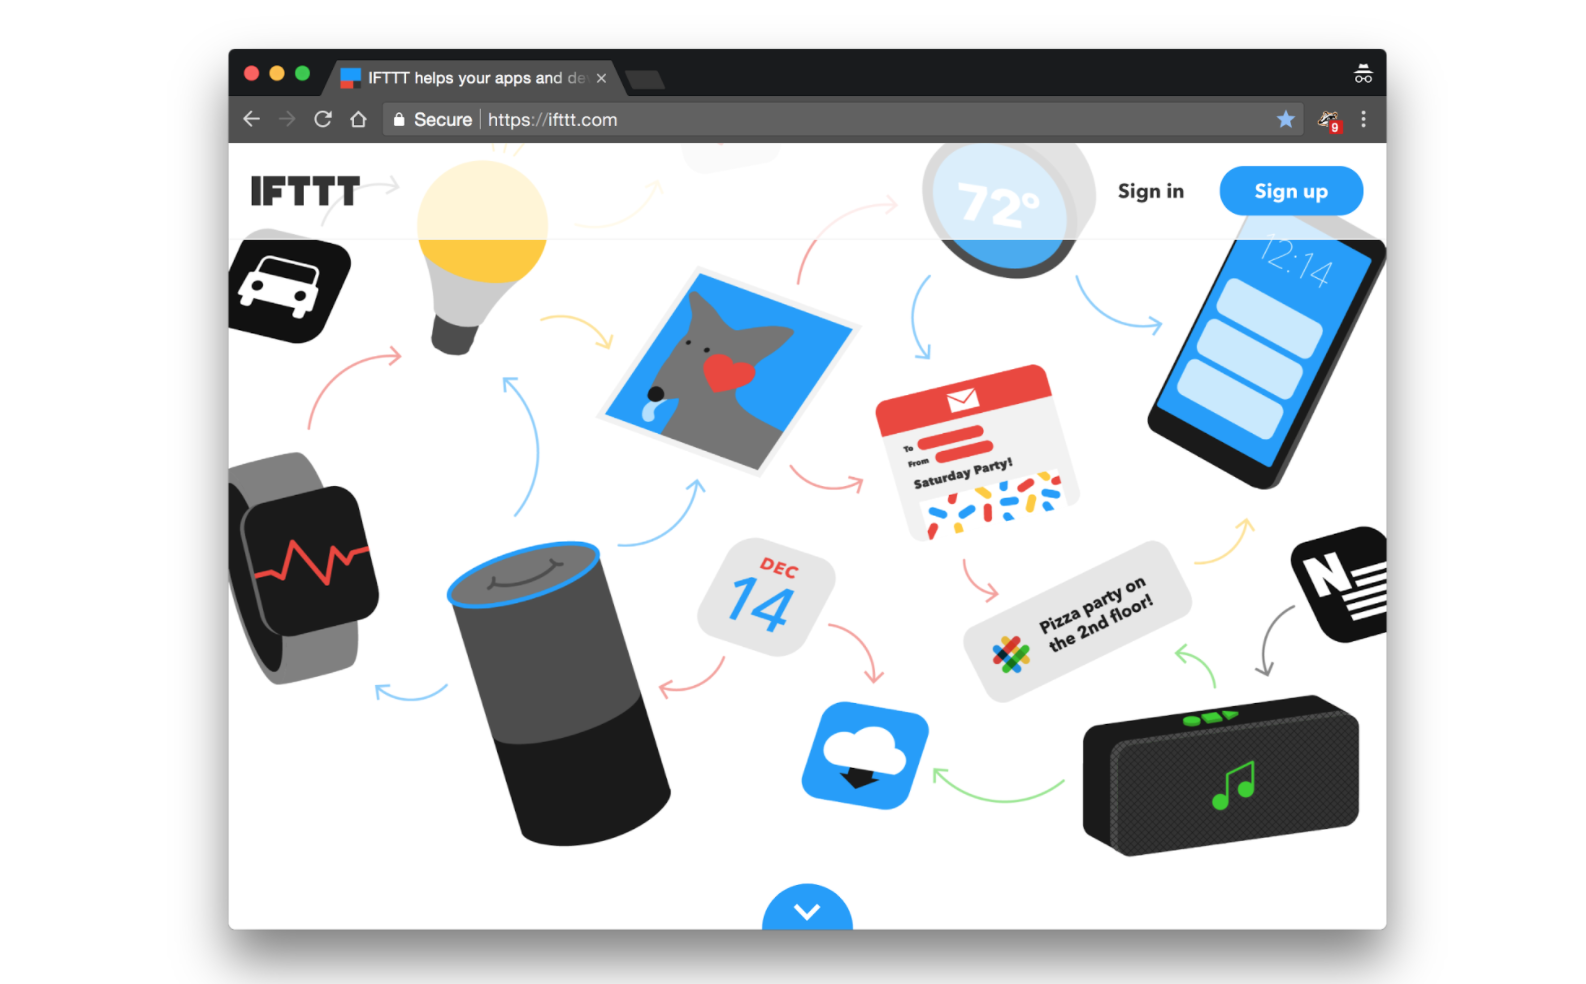 IFTTT helps your apps and de
9
Secure
https://ifttt.com
IFTTT
72°
Sign in
Sign up
12:14
To
From
Saturday Party!
DEC
14
Pizza party on
the 2nd floor!
N